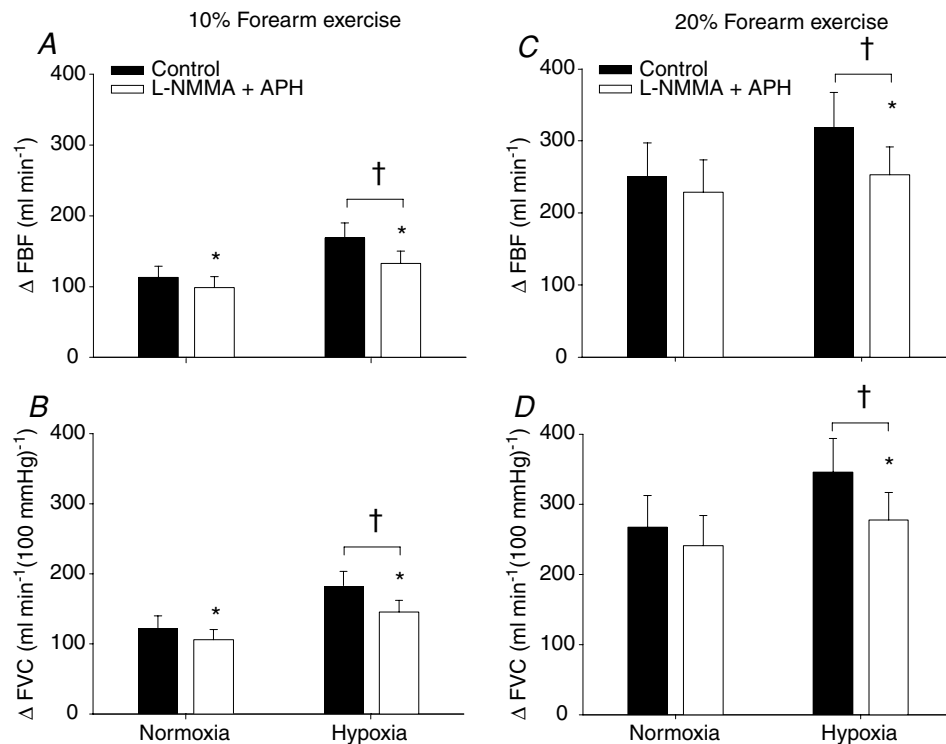 10% Forearm exercise
A
Control
L-NMMA + APH
Δ FBF (ml min-1)
400
300
200
100
0
*
†
*
20% Forearm exercise
C
Control
L-NMMA + APH
Δ FBF (ml min-1)
400
300
200
100
0
†
*
B
Δ FVC (ml min-1(100 mmHg)-1)
400
300
200
100
0
*
†
*
Normoxia
Hypoxia
D
Δ FVC (ml min-1(100 mmHg)-1)
400
300
200
100
0
†
*
Normoxia
Hypoxia